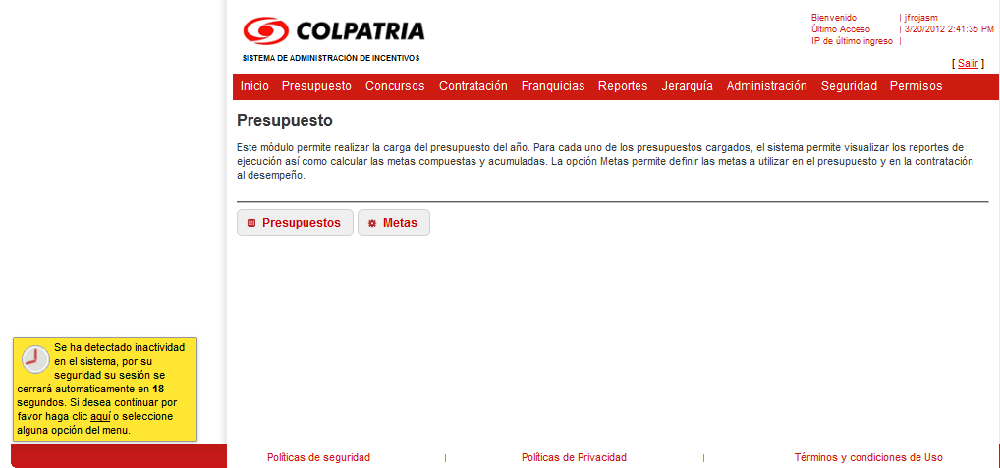 COLPATRIA
SISTEMA DE ADMINISTRACIÓN DE INCENTIVOS
Bienvenido | jfrojasm
Último Acceso | 3/20/2012 2:41:35 PM
IP de último ingreso |
[ Salir ]
Inicio Presupuesto Concursos Contratación Franquicias Reportes Jerarquía Administración Seguridad Permisos
Presupuesto
Este módulo permite realizar la carga del presupuesto del año. Para cada uno de los presupuestos cargados, el sistema permite visualizar los reportes de
ejecución así como calcular las metas compuestas y acumuladas. La opción Metas permite definir las metas a utilizar en el presupuesto y en la contratación
al desempeño.
Presupuestos Metas
Se ha detectado inactividad
en el sistema, por su
seguridad su sesión se
cerrará automaticamente en 18
segundos. Si desea continuar por
favor haga clic aquí o seleccione
alguna opción del menu.
Políticas de seguridad | Políticas de Privacidad | Términos y condiciones de Uso